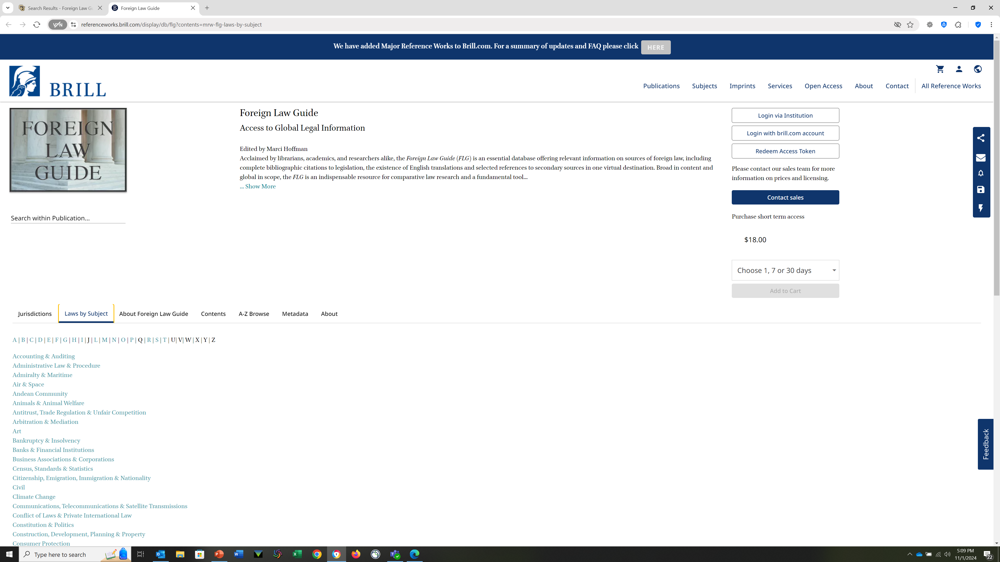 Search Results - Foreign Law G
Foreign Law Guide
VPN
referenceworks.brill.com/display/db/flg?contents=mrw-flg-laws-by-subject
We have added Major Reference Works to Brill.com. For a summary of updates and FAQ please click HERE
BRILL
Publications Subjects Imprints Services Open Access About Contact All Reference Works
FOREIGN
LAW
GUIDE
Foreign Law Guide
Access to Global Legal Information
Edited by Marci Hoffman
Acclaimed by librarians, academics, and researchers alike, the Foreign Law Guide (FLG) is an essential database offering relevant information on sources of foreign law, including
complete bibliographic citations to legislation, the existence of English translations and selected references to secondary sources in one virtual destination. Broad in content and
global in scope, the FLG is an indispensable resource for comparative law research and a fundamental tool...
... Show More
Login via Institution
Login with brill.com account
Redeem Access Token
Please contact our sales team for more
information on prices and licensing.
Contact sales
Purchase short term access
$18.00
Choose 1, 7 or 30 days
Add to Cart
Search within Publication...
Jurisdictions Laws by Subject About Foreign Law Guide Contents A-Z Browse Metadata About
A | B | C | D | E | F | G | H | I | J | L | M | N | O | P | Q | R | S | T | U| V| W | X | Y | Z
Accounting & Auditing
Administrative Law & Procedure
Admiralty & Maritime
Air & Space
Andean Community
Animals & Animal Welfare
Antitrust, Trade Regulation & Unfair Competition
Arbitration & Mediation
Art
Bankruptcy & Insolvency
Banks & Financial Institutions
Business Associations & Corporations
Census, Standards & Statistics
Citizenship, Emigration, Immigration & Nationality
Civil
Climate Change
Communications, Telecommunications & Satellite Transmissions
Conflict of Laws & Private International Law
Constitution & Politics
Construction, Development, Planning & Property
Consumer Protection
Feedback
Type here to search
5:09 PM
11/1/2024
22